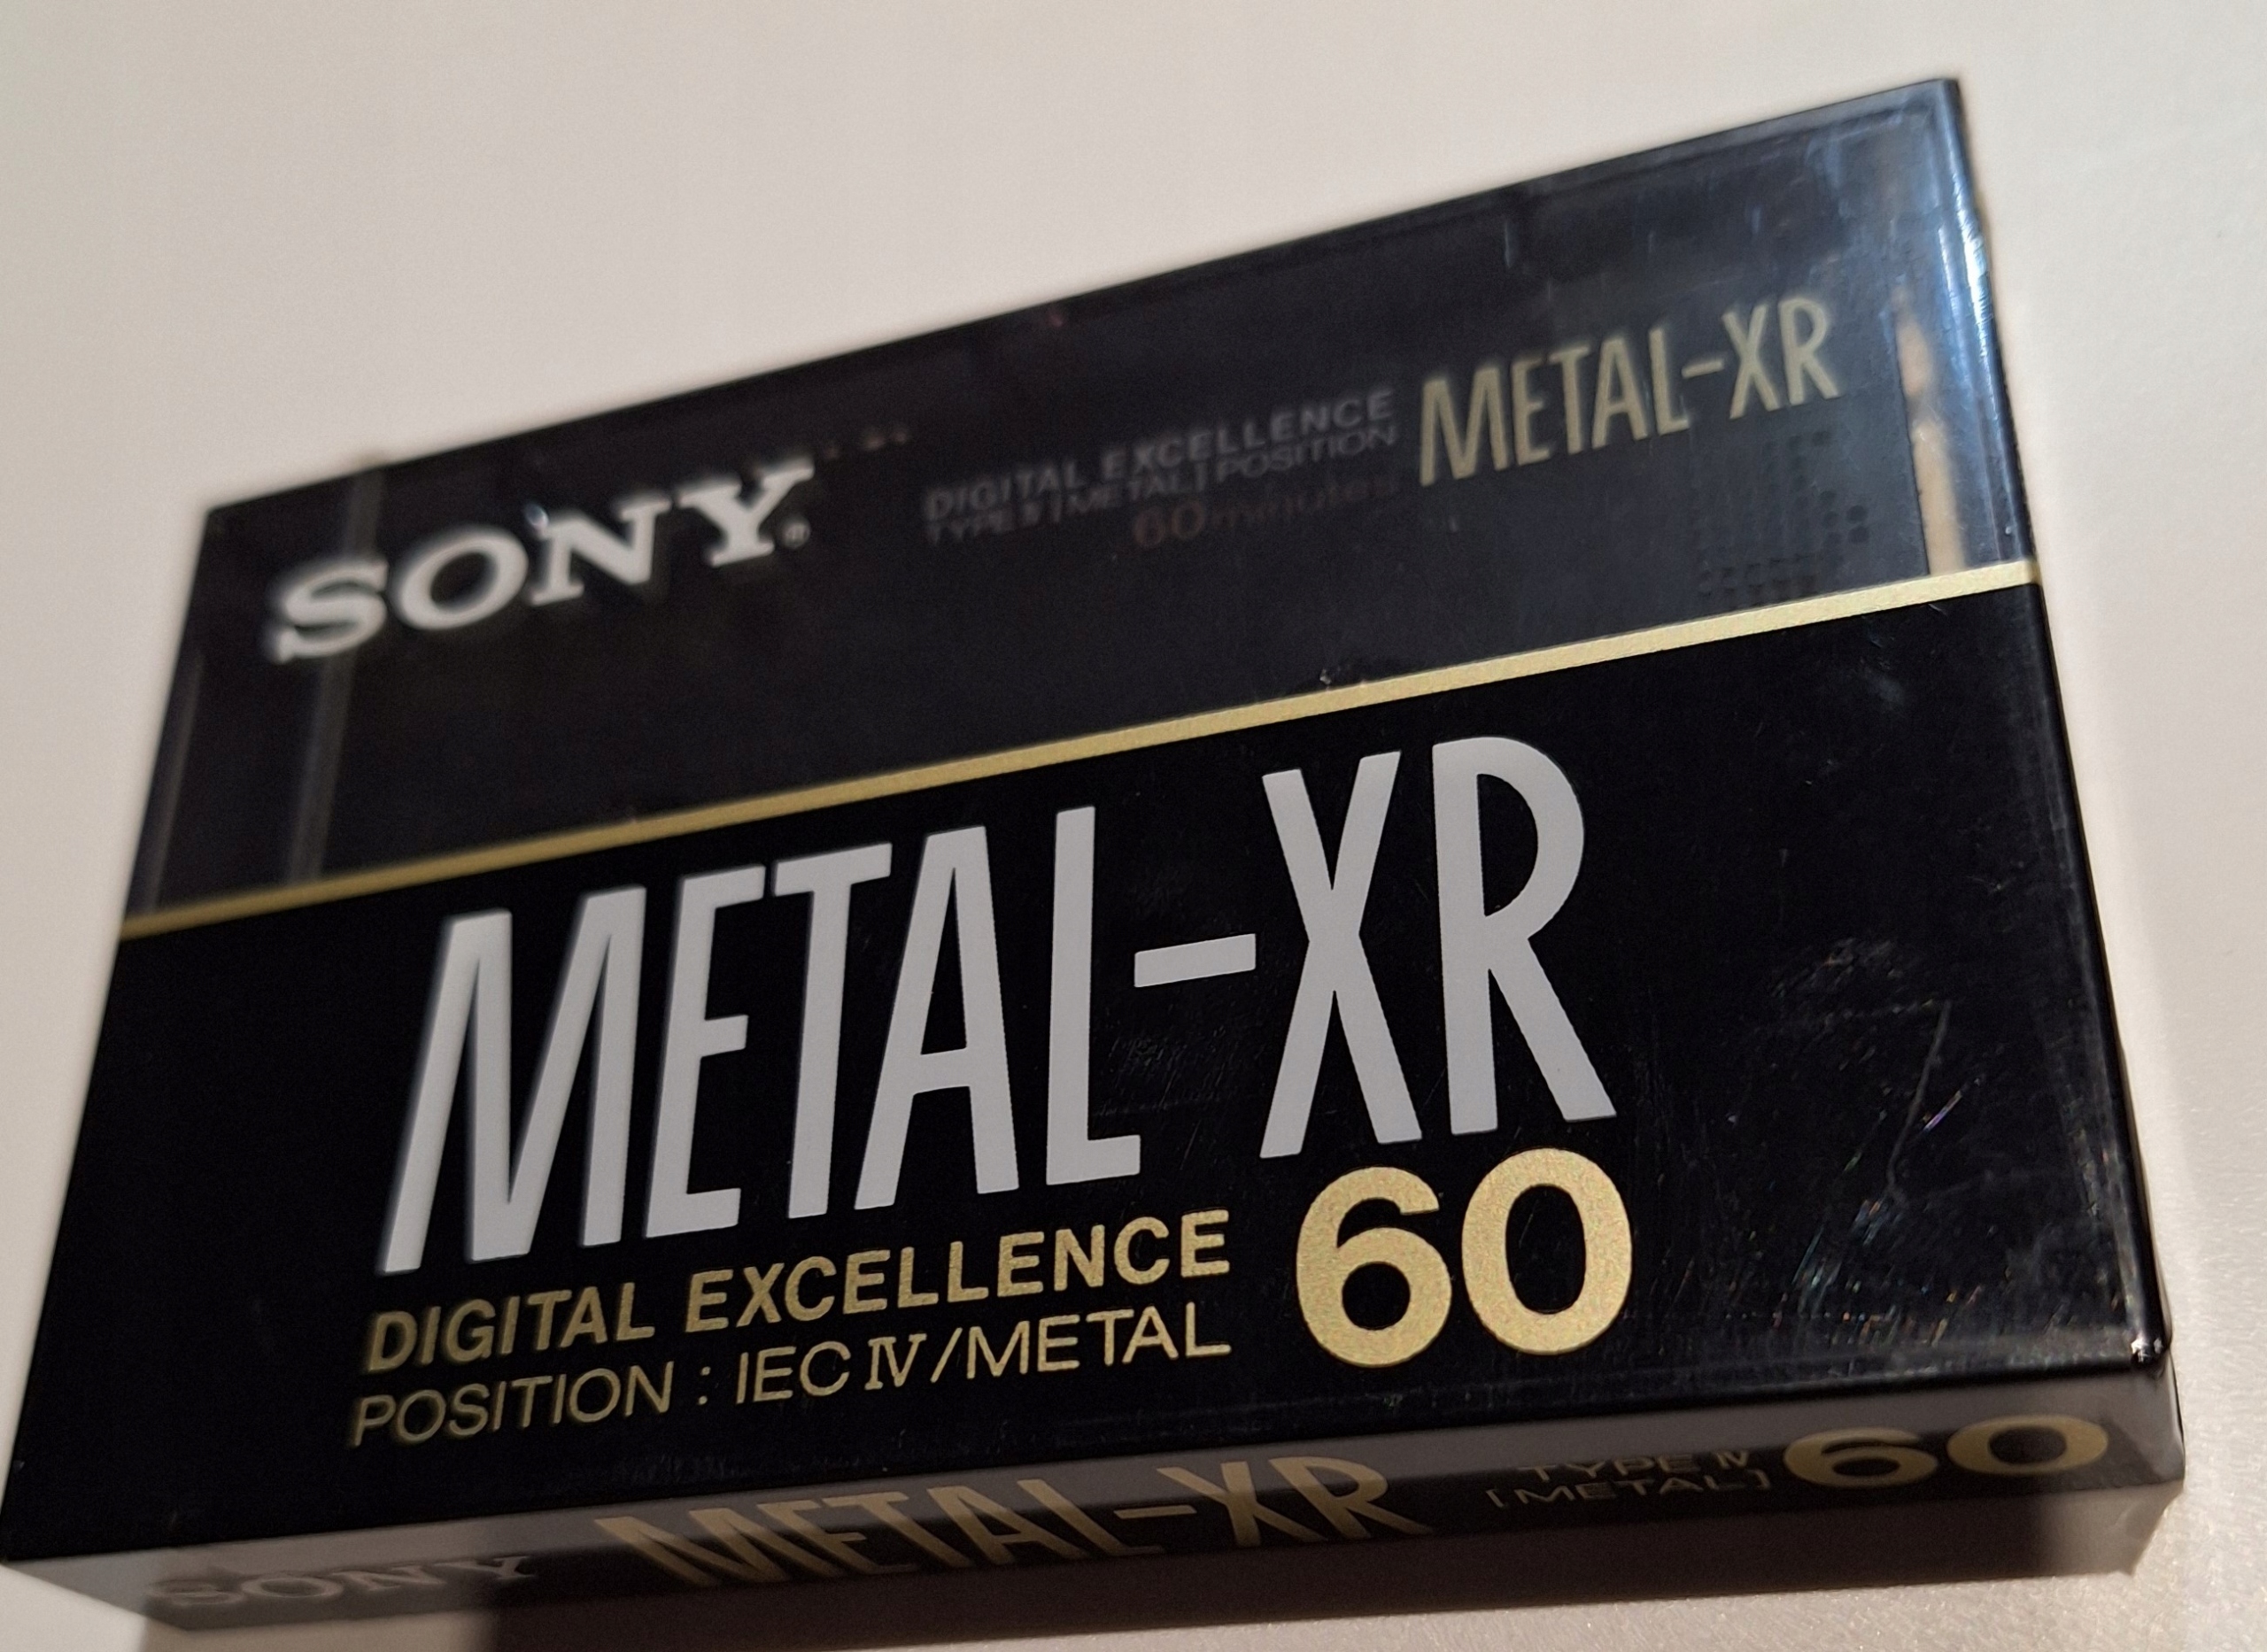 SONY®
DIGITAL EXCELLENCE
TYPE IV [METAL] POSITION
60 minutes
METAL-XR
METAL-XR
DIGITAL EXCELLENCE
POSITION : IEC IV/METAL
60
SONY
METAL-XR
TYPE IV
[METAL]
60